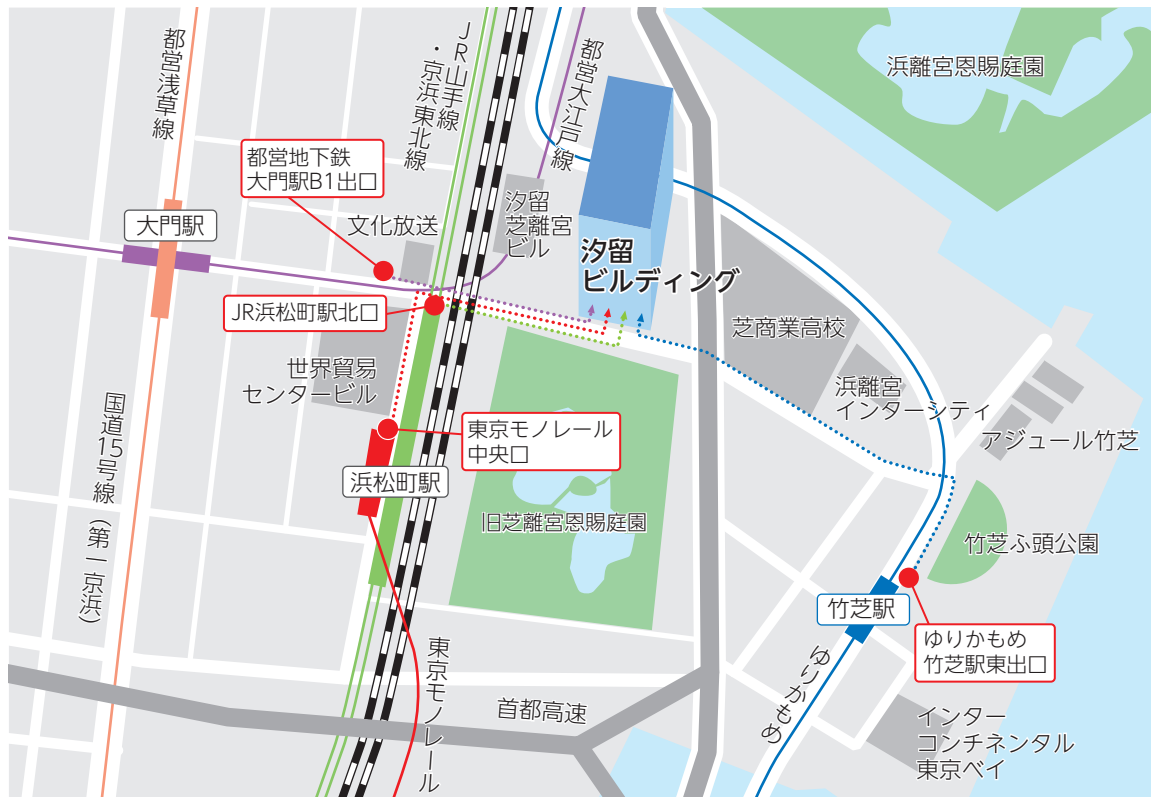 都営浅草線
JR山手線
・京浜東北線
都営大江戸線
浜離宮恩賜庭園
都営地下鉄
大門駅B1出口
文化放送
汐留
芝離宮
ビル
大門駅
汐留
ビルディング
JR浜松町駅北口
芝商業高校
世界貿易
センタービル
浜離宮
インターシティ
アジュール竹芝
東京モノレール
中央口
浜松町駅
国道15号線(第一京浜)
旧芝離宮恩賜庭園
竹芝ふ頭公園
竹芝駅
ゆりかもめ
竹芝駅東出口
東京モノレール
ゆりかもめ
首都高速
インター
コンチネンタル
東京ベイ